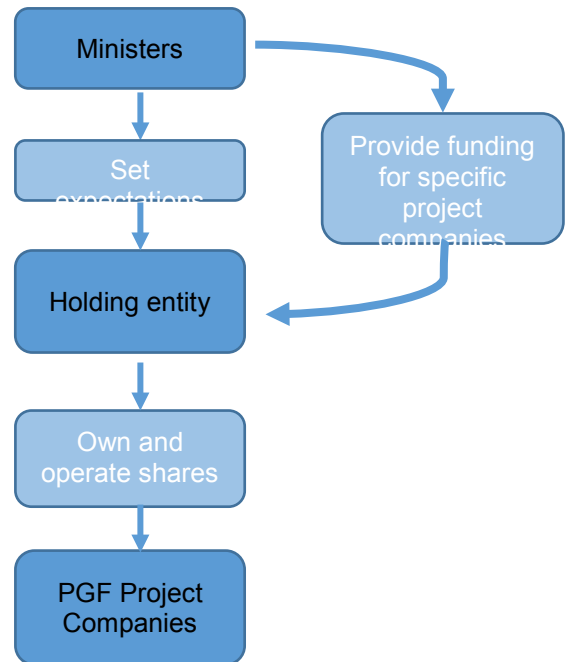 Ministers
Set
expectations
Provide funding
for specific
project
companies
Holding entity
Own and
operate shares
PGF Project
Companies